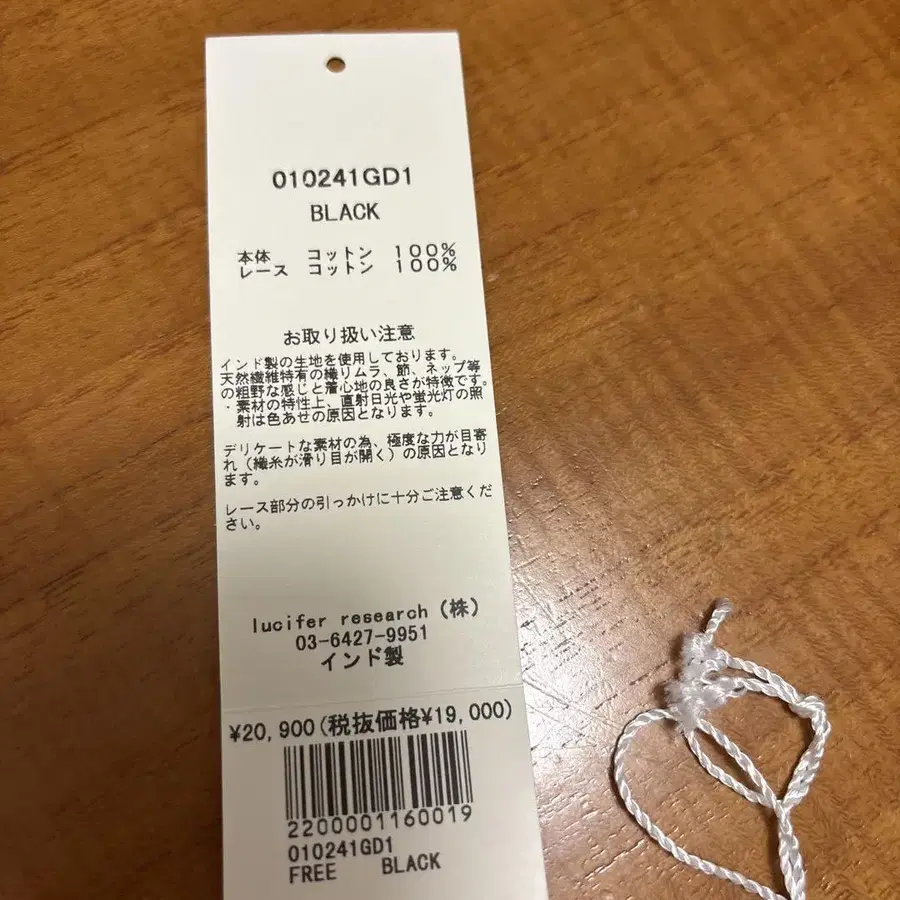 010241GD1
BLACK
本体 コットン 100%
レース コットン 100%
お取り扱い注意
インド製の生地を使用しております。
天然繊維特有の織りムラ、節、ネップ等
の粗野な感じと着心地の良さが特徴です。
・素材の特性上、直射日光や蛍光灯の照
射は色あせの原因となります。
デリケートな素材の為、極度な力が目寄
れ(織糸が滑り目が開く)の原因となり
ます。
レース部分の引っかけに十分ご注意くだ
さい。
lucifer research(株)
03-6427-9951
インド製
¥20,900(税抜価格¥19,000)
2200001160019
010241GD1
FREE BLACK